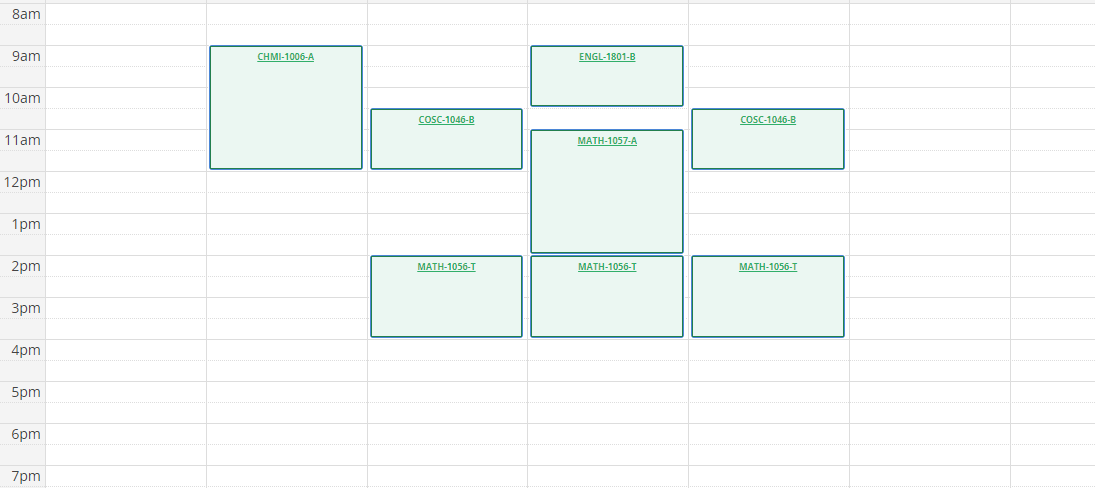 8am
9am
CHMI-1006-A
ENGL-1801-B
10am
COSC-1046-B
COSC-1046-B
11am
MATH-1057-A
12pm
1pm
2pm
MATH-1056-T
MATH-1056-T
MATH-1056-T
3pm
4pm
5pm
6pm
7pm